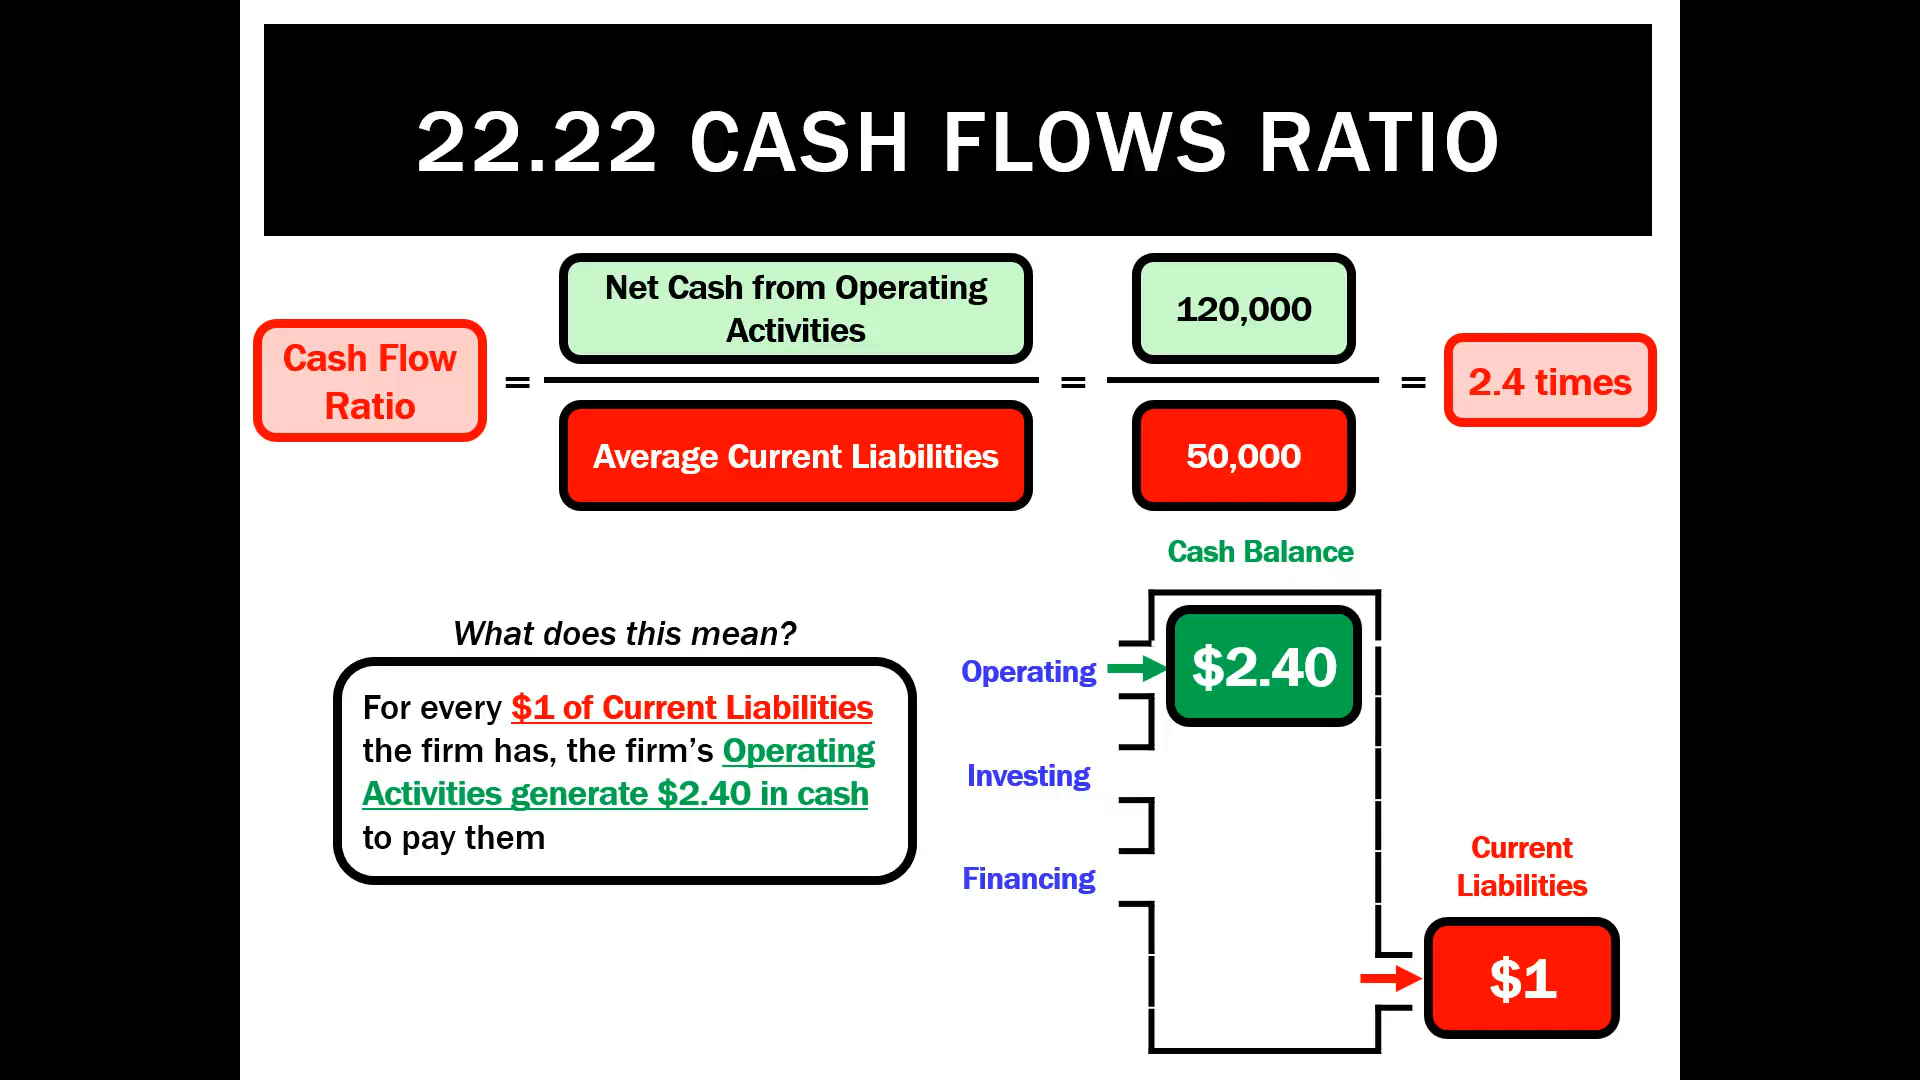 22.22 CASH FLOWS RATIO
Cash Flow
Ratio
=
Net Cash from Operating
Activities
Average Current Liabilities
=
120,000
50,000
=
2.4 times
What does this mean?
For every $1 of Current Liabilities
the firm has, the firm’s Operating
Activities generate $2.40 in cash
to pay them
Cash Balance
Operating
$2.40
Investing
Financing
Current
Liabilities
$1